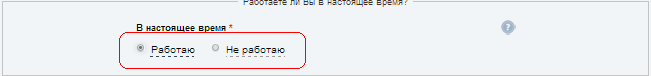 Работаете ли Вы в настоящее время?
В настоящее время *
?
Работаю Не работаю